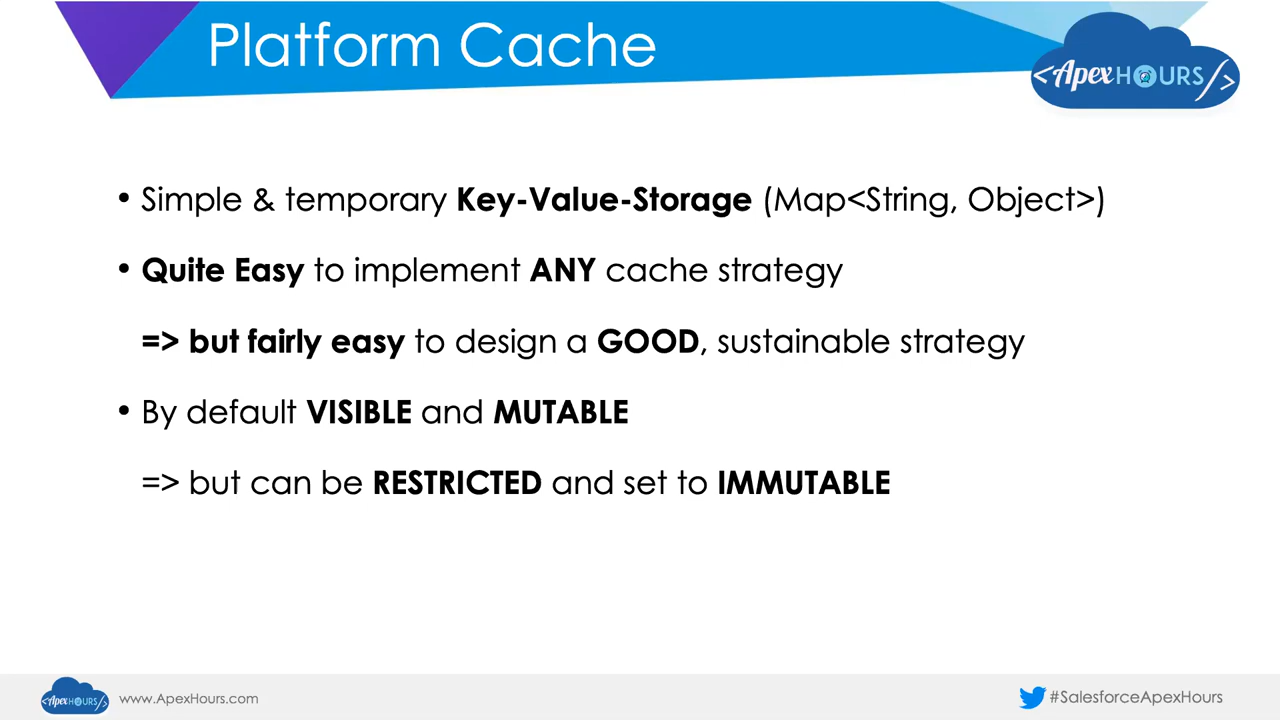 Platform Cache
<ApexHOURS/>
• Simple & temporary Key-Value-Storage (Map<String, Object>)
• Quite Easy to implement ANY cache strategy
=> but fairly easy to design a GOOD, sustainable strategy
• By default VISIBLE and MUTABLE
=> but can be RESTRICTED and set to IMMUTABLE
<ApexHOURS/>
www.ApexHours.com
#SalesforceApexHours